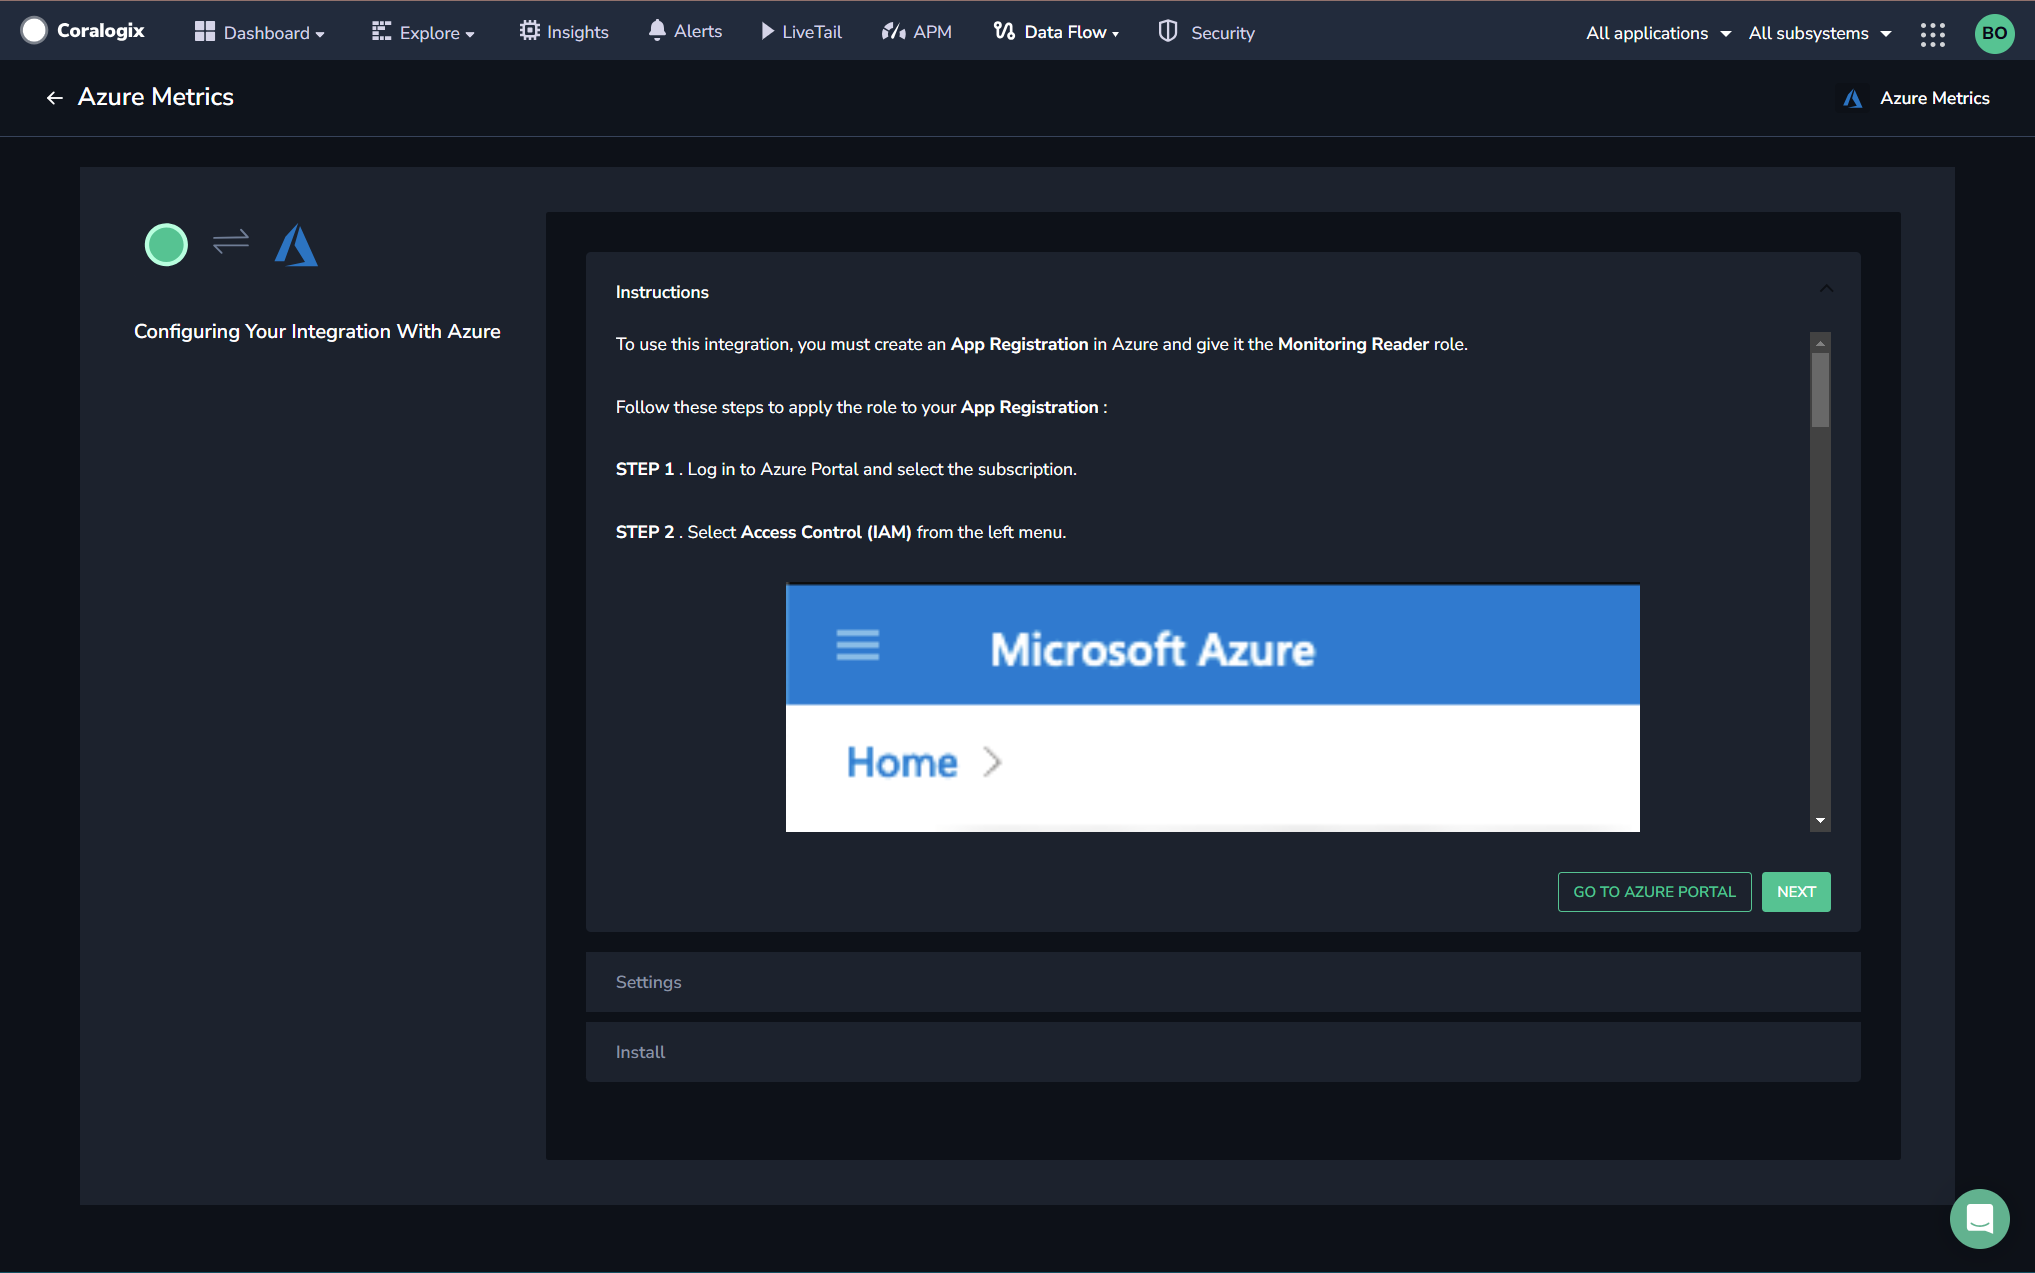 Coralogix
Dashboard
Explore
Insights
Alerts
LiveTail
APM
Data Flow
Security
All applications
All subsystems
BO
Azure Metrics
Azure Metrics
Configuring Your Integration With Azure
Instructions
To use this integration, you must create an App Registration in Azure and give it the Monitoring Reader role.
Follow these steps to apply the role to your App Registration :
STEP 1 . Log in to Azure Portal and select the subscription.
STEP 2 . Select Access Control (IAM) from the left menu.
Microsoft Azure
Home >
GO TO AZURE PORTAL
NEXT
Settings
Install